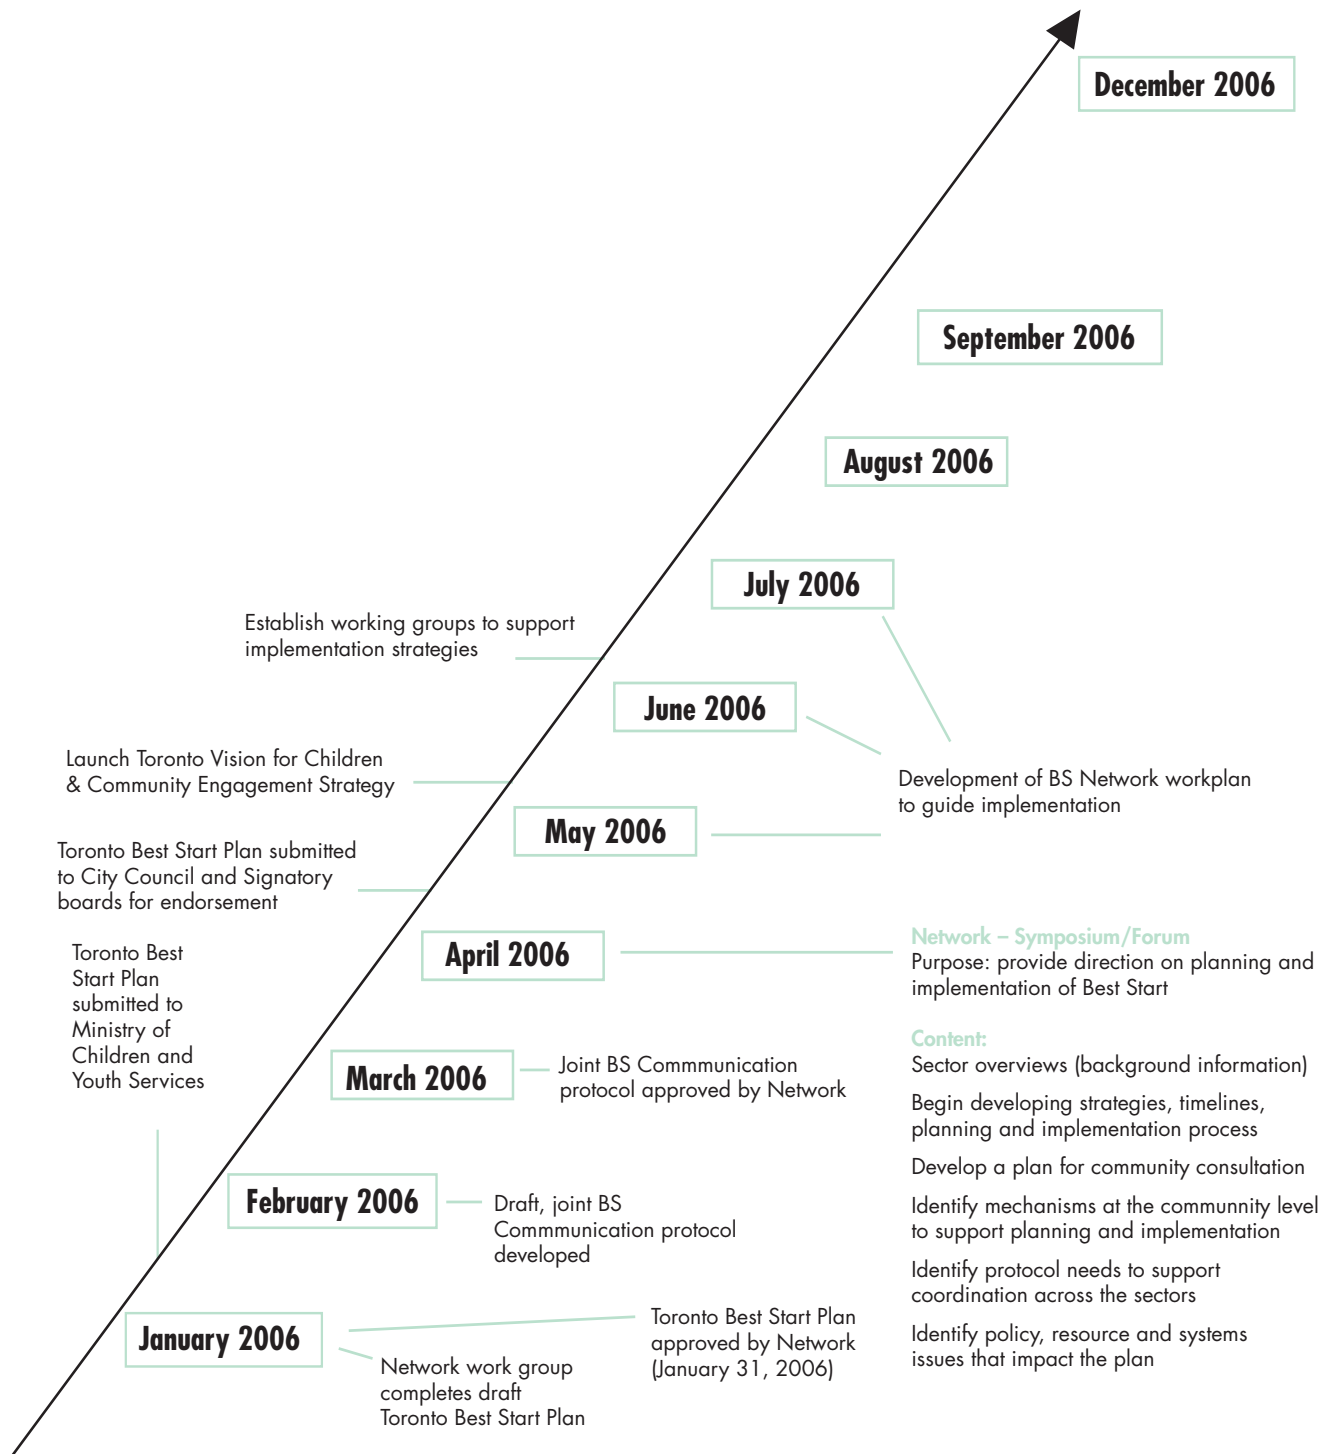 December 2006
September 2006
August 2006
July 2006
Establish working groups to support
implementation strategies
June 2006
Launch Toronto Vision for Children
& Community Engagement Strategy
Development of BS Network workplan
to guide implementation
May 2006
Toronto Best Start Plan submitted
to City Council and Signatory
boards for endorsement
April 2006
Network – Symposium/Forum
Purpose: provide direction on planning and
implementation of Best Start
Content:
Sector overviews (background information)
Begin developing strategies, timelines,
planning and implementation process
Develop a plan for community consultation
Identify mechanisms at the communnity level
to support planning and implementation
Identify protocol needs to support
coordination across the sectors
Identify policy, resource and systems
issues that impact the plan
Toronto Best
Start Plan
submitted to
Ministry of
Children and
Youth Services
March 2006
Joint BS Commmunication
protocol approved by Network
February 2006
Draft, joint BS
Commmunication protocol
developed
January 2006
Toronto Best Start Plan
approved by Network
(January 31, 2006)
Network work group
completes draft
Toronto Best Start Plan